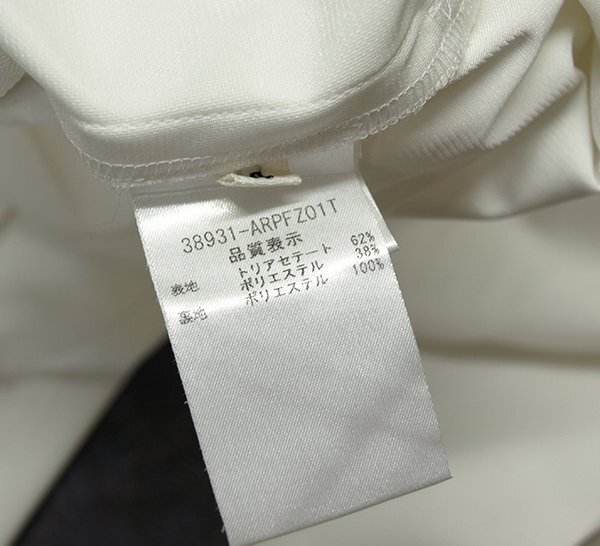 38931-ARPFZ01T
品質表示
表地 トリアセテート 62%
ポリエステル 38%
裏地 ポリエステル 100%